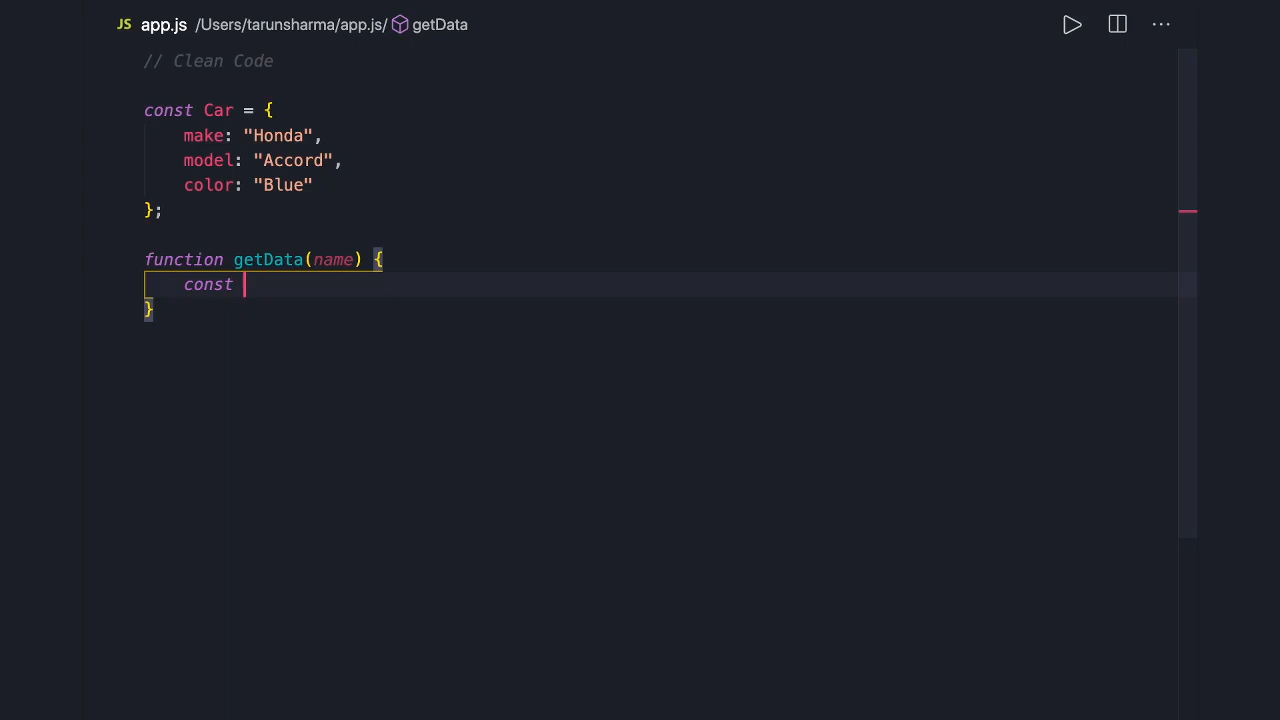 JS app.js /Users/tarunsharma/app.js/ getData ...
// Clean Code
const Car = {
    make: "Honda",
    model: "Accord",
    color: "Blue"
};
function getData(name) {
    const
}